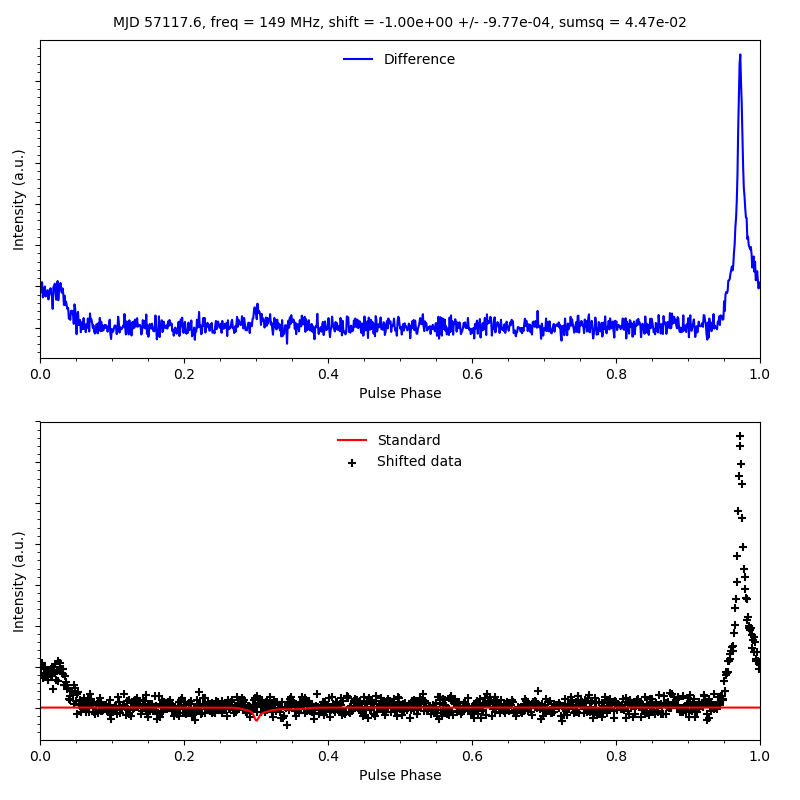 MJD 57117.6, freq = 149 MHz, shift = -1.00e+00 +/- -9.77e-04, sumsq = 4.47e-02
Difference
Intensity (a.u.)
0.0 0.2 0.4 0.6 0.8 1.0
Pulse Phase
Standard
Shifted data
Intensity (a.u.)
0.0 0.2 0.4 0.6 0.8 1.0
Pulse Phase